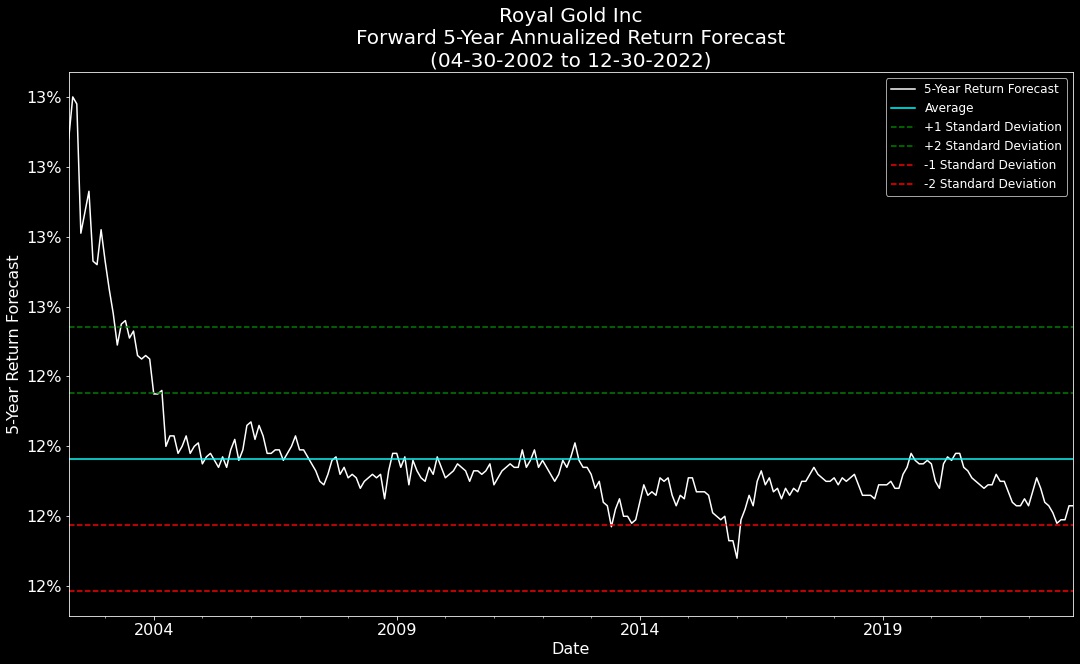 Royal Gold Inc
Forward 5-Year Annualized Return Forecast
(04-30-2002 to 12-30-2022)
5-Year Return Forecast
Average
+1 Standard Deviation
+2 Standard Deviation
-1 Standard Deviation
-2 Standard Deviation
13%
13%
13%
13%
12%
12%
12%
12%
5-Year Return Forecast
2004
2009
2014
2019
Date